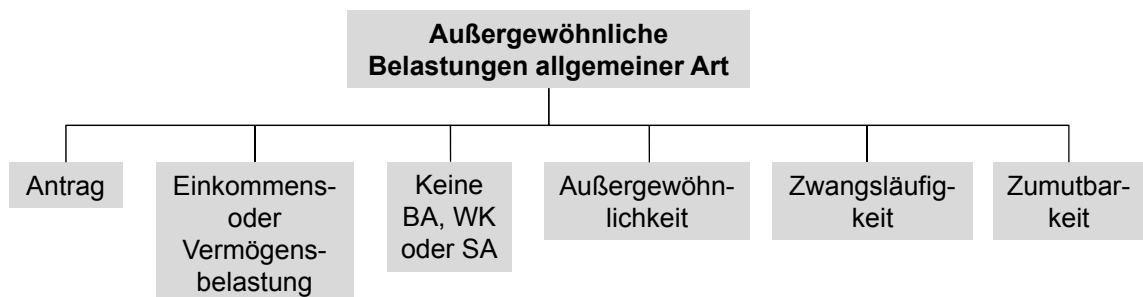 Außergewöhnliche
Belastungen allgemeiner Art
Antrag
Einkommens-
oder
Vermögens-
belastung
Keine
BA, WK
oder SA
Außergewöhn-
lichkeit
Zwangsläufig-
keit
Zumutbar-
keit